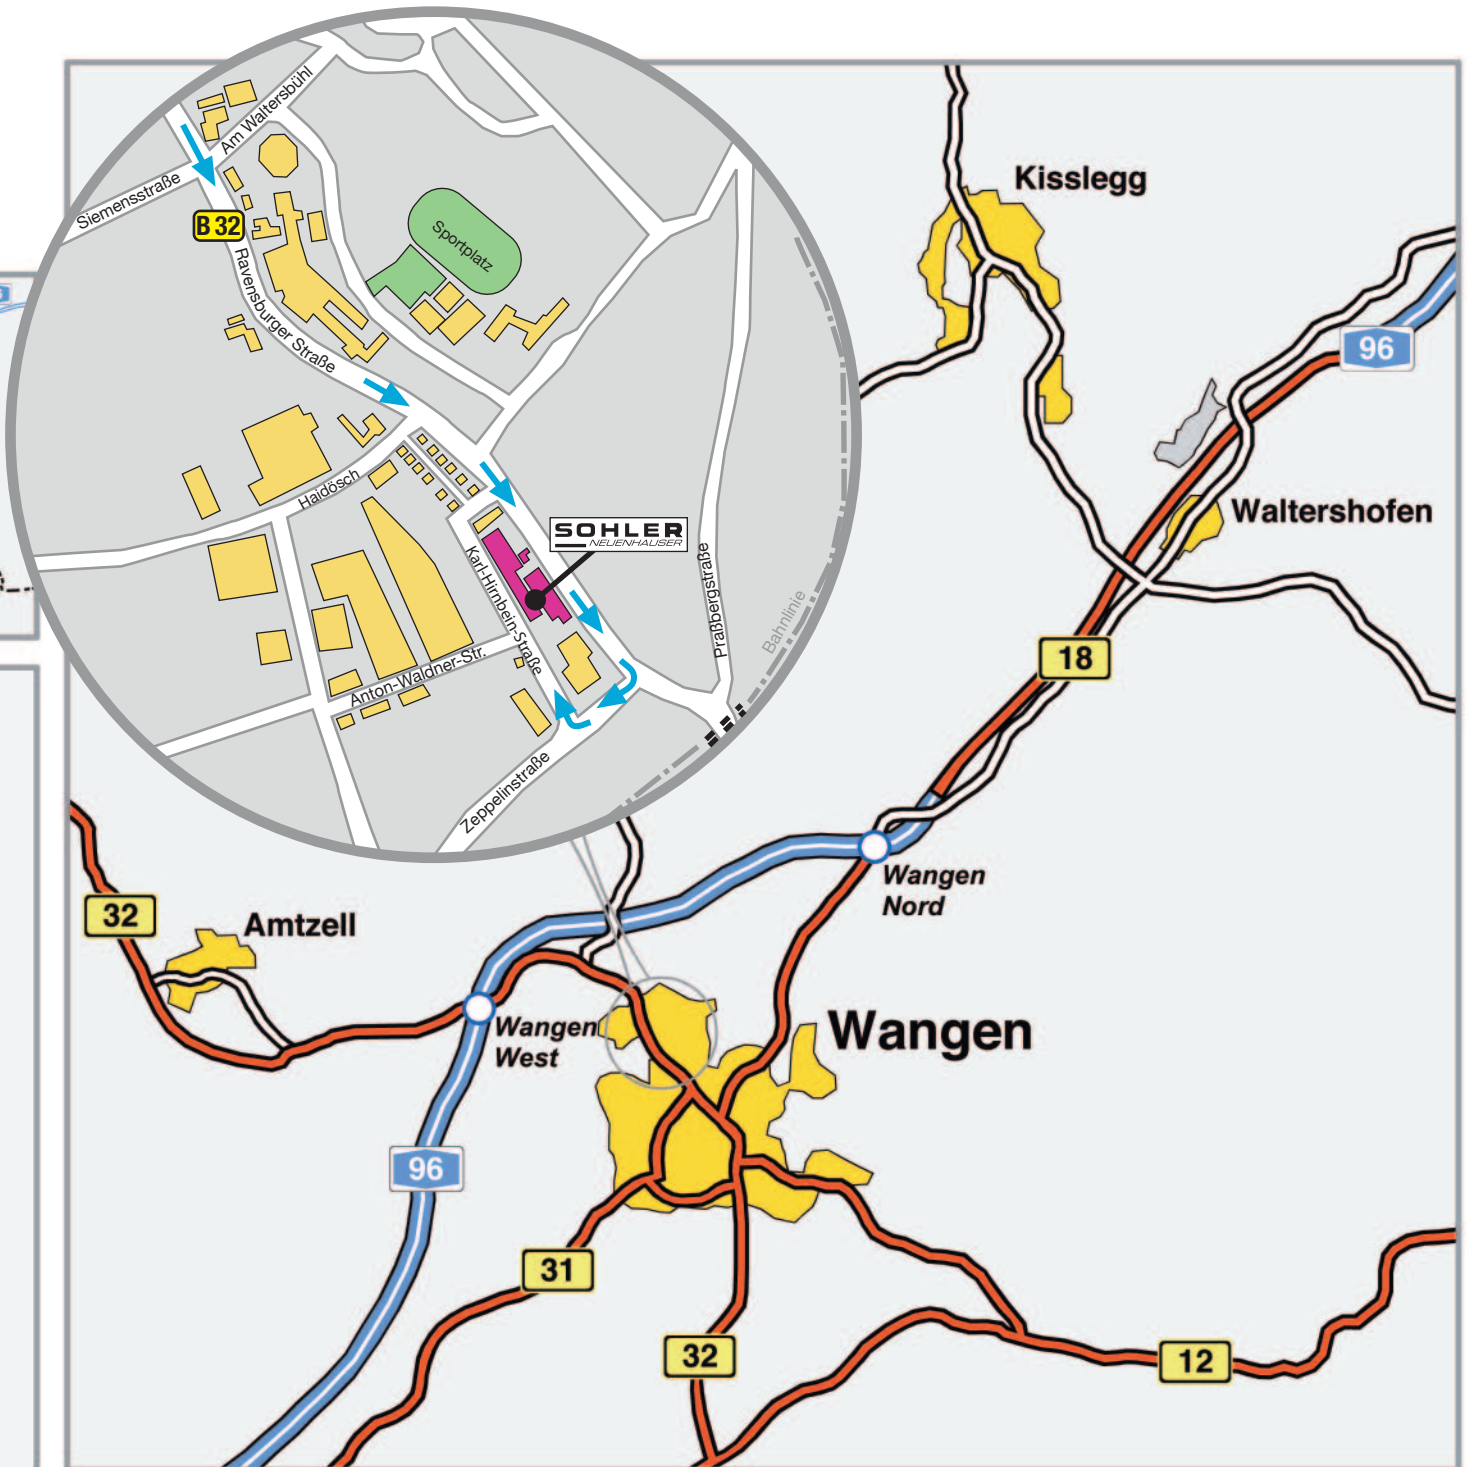 Am Waltersbühl
Siemensstraße
B 32
Ravensburger Straße
Sportplatz
Haidösch
SOHLER
NEUENHAUSER
Karl-Hirnbein-Straße
Anton-Waldner-Str.
Praßbergstraße
Bahnlinie
Zeppelinstraße
Kisslegg
96
Waltershofen
18
Wangen
Nord
32
Amtzell
Wangen
West
Wangen
96
31
32
12